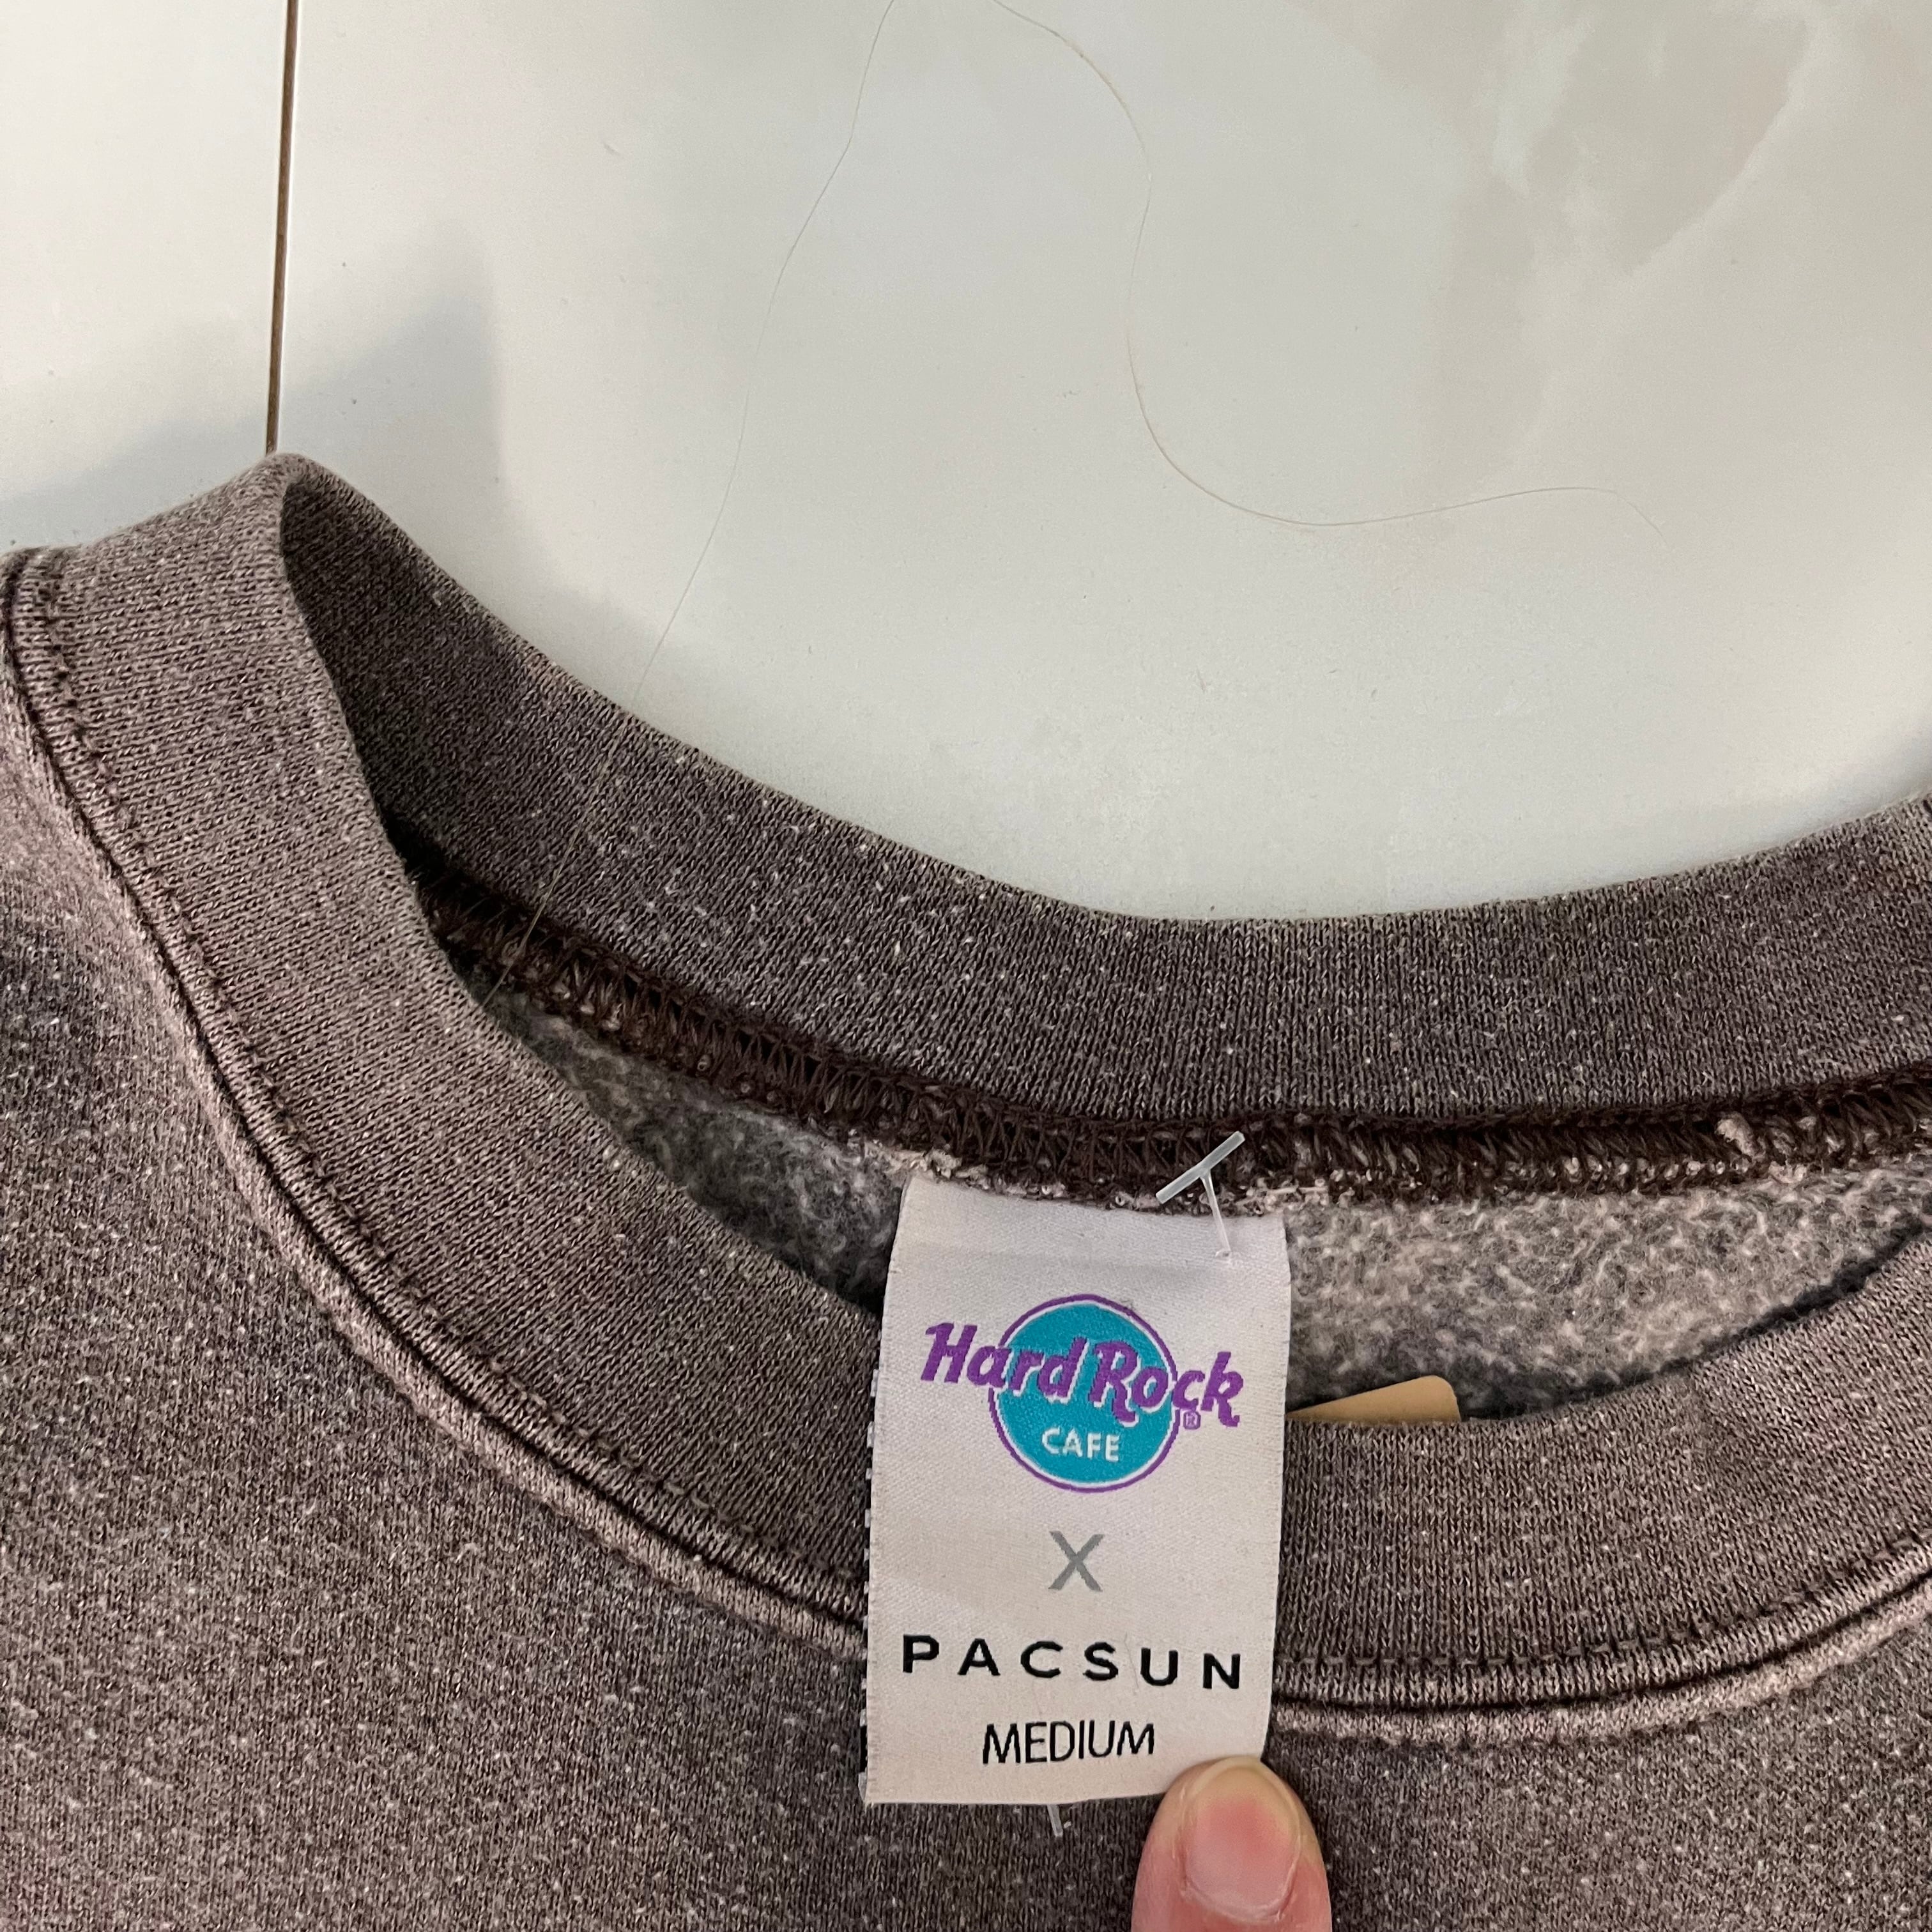 Hard Rock®
CAFE
X
PACSUN
MEDIUM